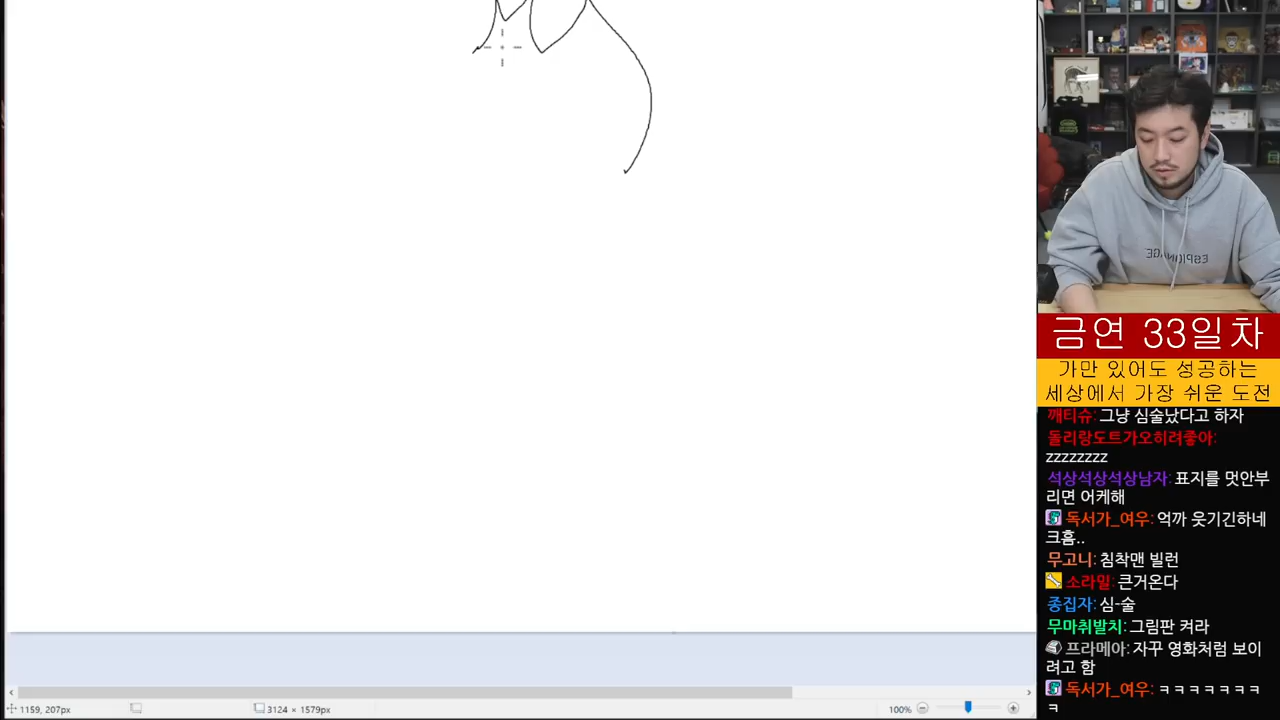 금연 33일차
가만 있어도 성공하는
세상에서 가장 쉬운 도전
깨티슈: 그냥 심술났다고 하자
돌리랑도트가오히려좋아:
zzzzzzzz
석상석상석상남자: 표지를 멋안부
리면 어케해
독서가_여우: 억까 웃기긴하네
크흠..
무고니: 침착맨 빌런
소라밀: 큰거온다
종집자: 심-술
무마취발치: 그림판 켜라
프라메아: 자꾸 영화처럼 보이
려고 함
독서가_여우: ㅋㅋㅋㅋㅋㅋㅋ
ㅋ
1159, 207px
3124 × 1579px
100%